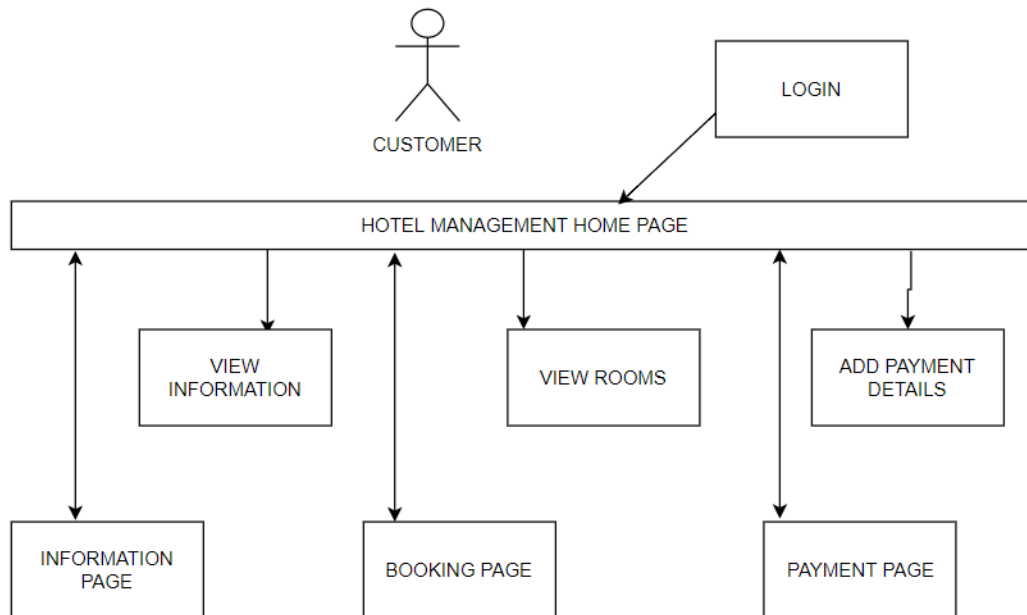 LOGIN
CUSTOMER
HOTEL MANAGEMENT HOME PAGE
VIEW
INFORMATION
VIEW ROOMS
ADD PAYMENT
DETAILS
INFORMATION
PAGE
BOOKING PAGE
PAYMENT PAGE